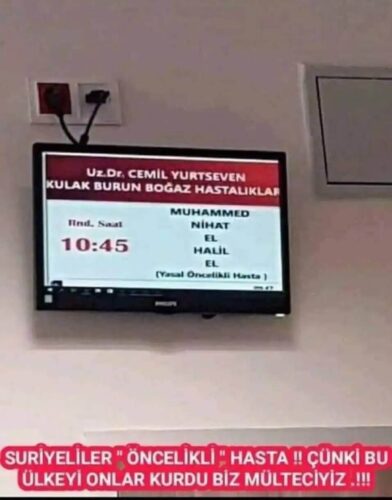 Uz.Dr. CEMİL YURTSEVEN
KULAK BURUN BOĞAZ HASTALIKLAR
Rnd. Saat
10:45
MUHAMMED
NİHAT
EL
HALİL
EL
(Yasal Öncelikli Hasta )
PHILIPS
SURİYELİLER " ÖNCELİKLİ " HASTA !! ÇÜNKİ BU
ÜLKEYİ ONLAR KURDU BİZ MÜLTECİYİZ .!!!